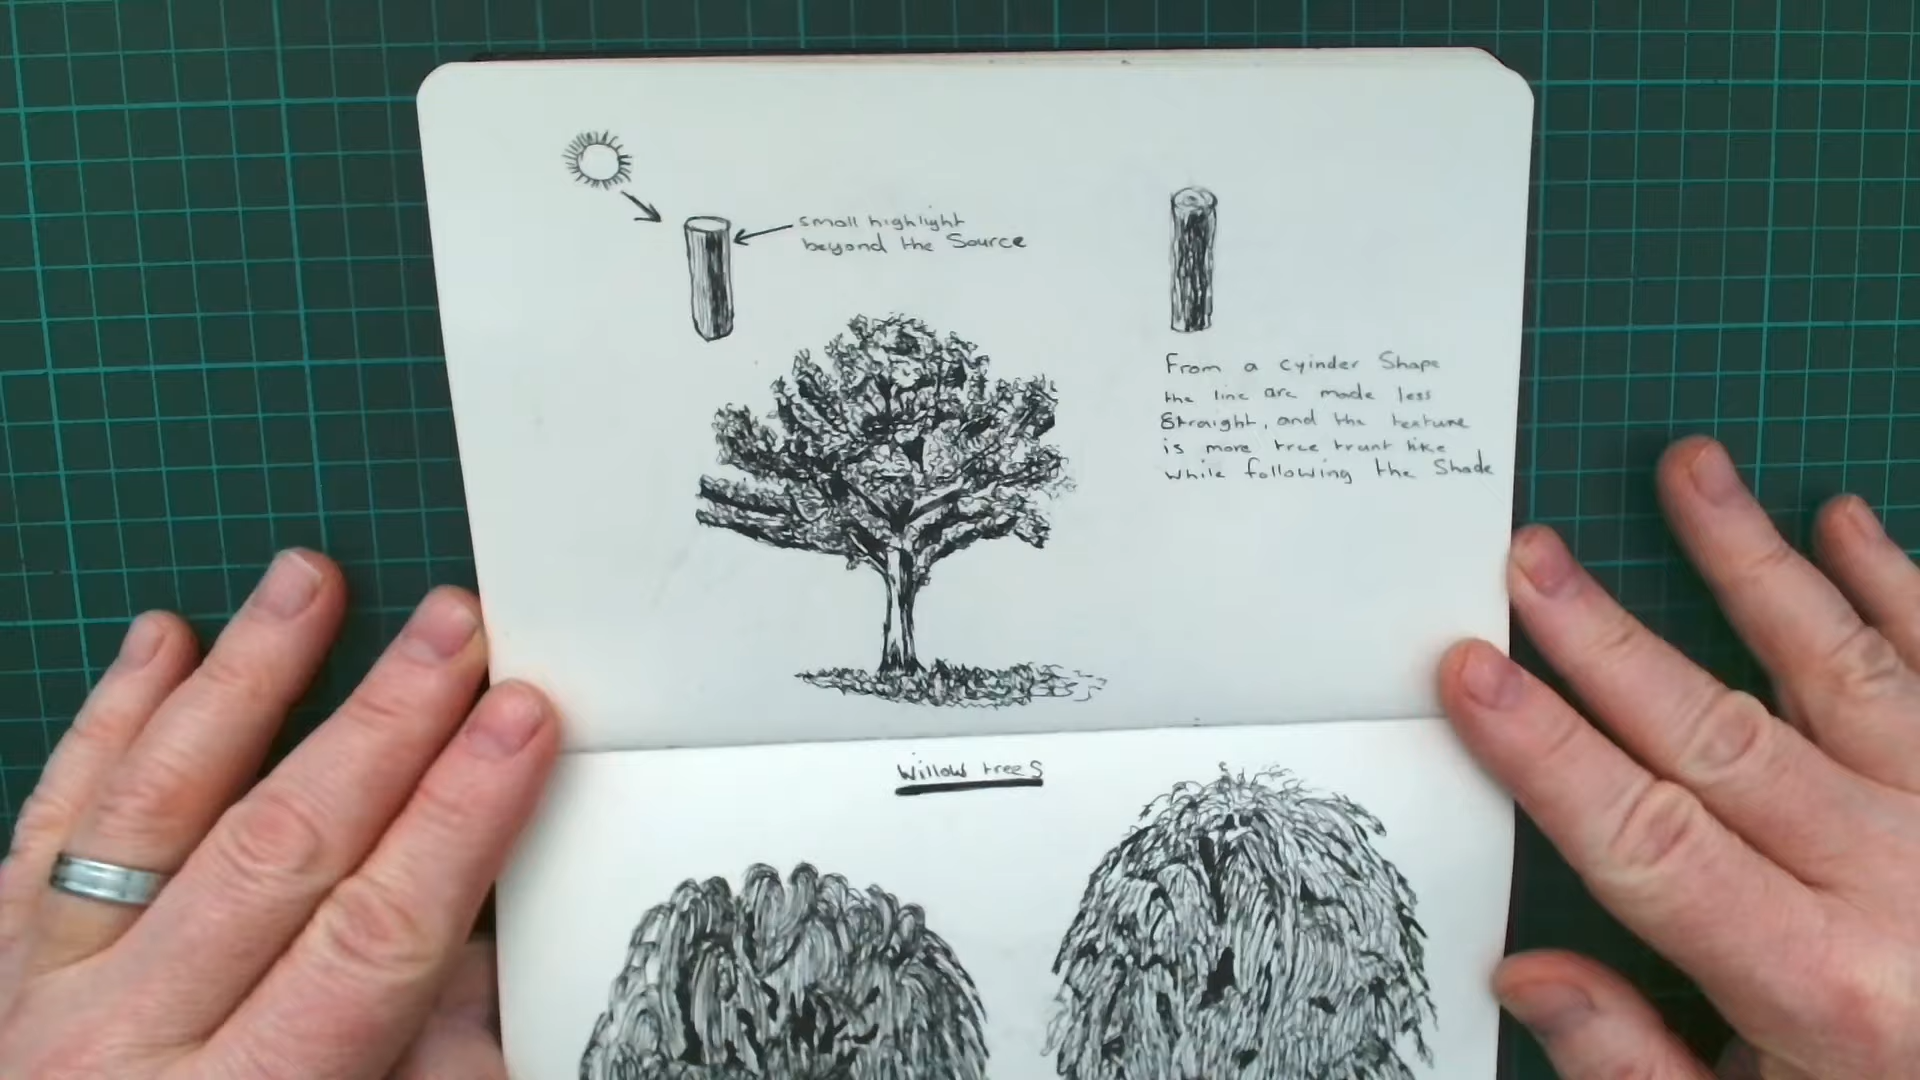 small highlight
beyond the Source
From a cyinder Shape
the line are made less
Straight, and the texture
is more tree trunk like
while following the Shade
Willow trees